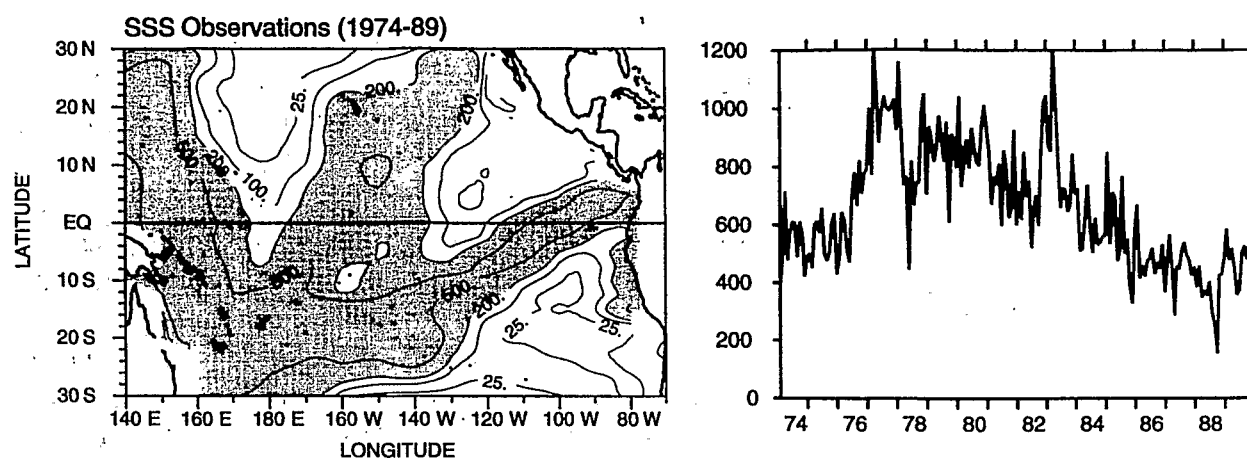 SSS Observations (1974-89)
30 N
20 N
10 N
EQ
10 S
20 S
30 S
LATITUDE
140 E 160 E 180 E 160 W 140 W 120 W 100 W 80 W
LONGITUDE
25.
200.
200.
200.
100.
500.
200.
25.
25.
25.
1200
1000
800
600
400
200
0
74 76 78 80 82 84 86 88